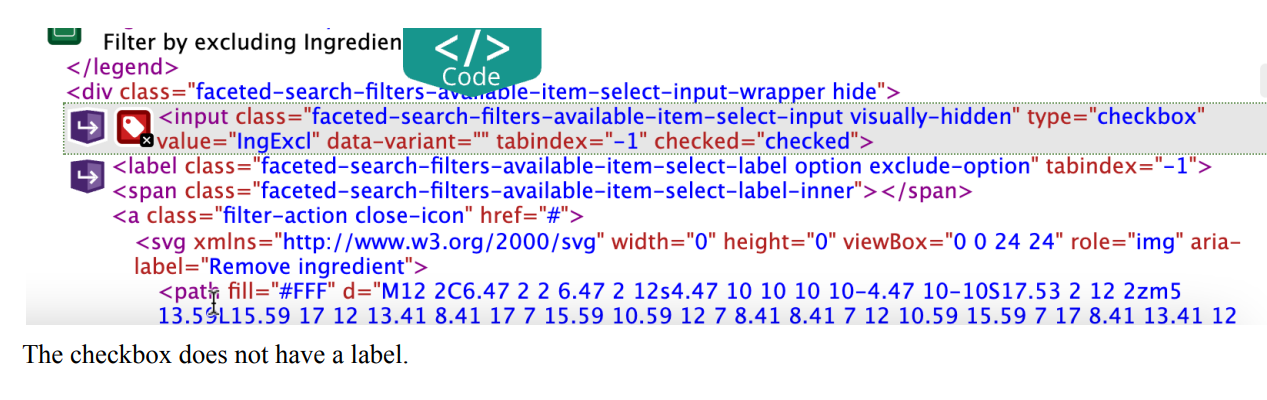 Filter by excluding Ingredien
</> 
Code
</legend>
<div class="faceted-search-filters-available-item-select-input-wrapper hide">
<input class="faceted-search-filters-available-item-select-input visually-hidden" type="checkbox"
value="IngExcl" data-variant="" tabindex="-1" checked="checked">
<label class="faceted-search-filters-available-item-select-label option exclude-option" tabindex="-1">
<span class="faceted-search-filters-available-item-select-label-inner"></span>
<a class="filter-action close-icon" href="#">
<svg xmlns="http://www.w3.org/2000/svg" width="0" height="0" viewBox="0 0 24 24" role="img" aria-
label="Remove ingredient">
<path fill="#FFF" d="M12 2C6.47 2 2 6.47 2 12s4.47 10 10 10 10-4.47 10-10S17.53 2 12 2zm5
13.59L15.59 17 12 13.41 8.41 17 7 15.59 10.59 12 7 8.41 8.41 7 12 10.59 15.59 7 17 8.41 13.41 12
The checkbox does not have a label.